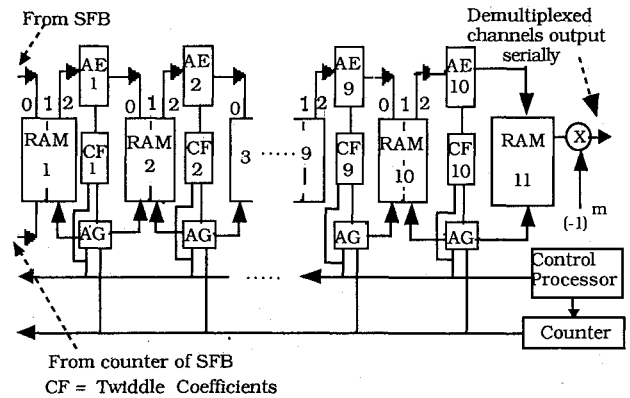 From SFB
Demultiplexed
channels output
serially
AE
1
AE
2
AE
9
AE
10
0 1 2
0 1 2
0
1 2
0 1 2
RAM
1
CF
1
RAM
2
CF
2
3
.....
9
CF
9
RAM
10
CF
10
RAM
11
X
(-1) m
AG
AG
AG
AG
.....
Control
Processor
Counter
From counter of SFB
CF = Twiddle Coefficients